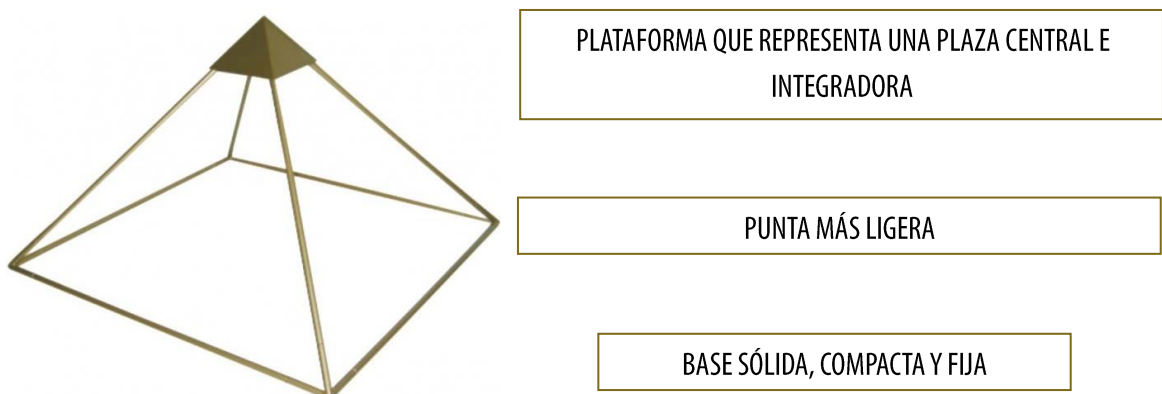 PLATAFORMA QUE REPRESENTA UNA PLAZA CENTRAL E
INTEGRADORA
PUNTA MÁS LIGERA
BASE SÓLIDA, COMPACTA Y FIJA